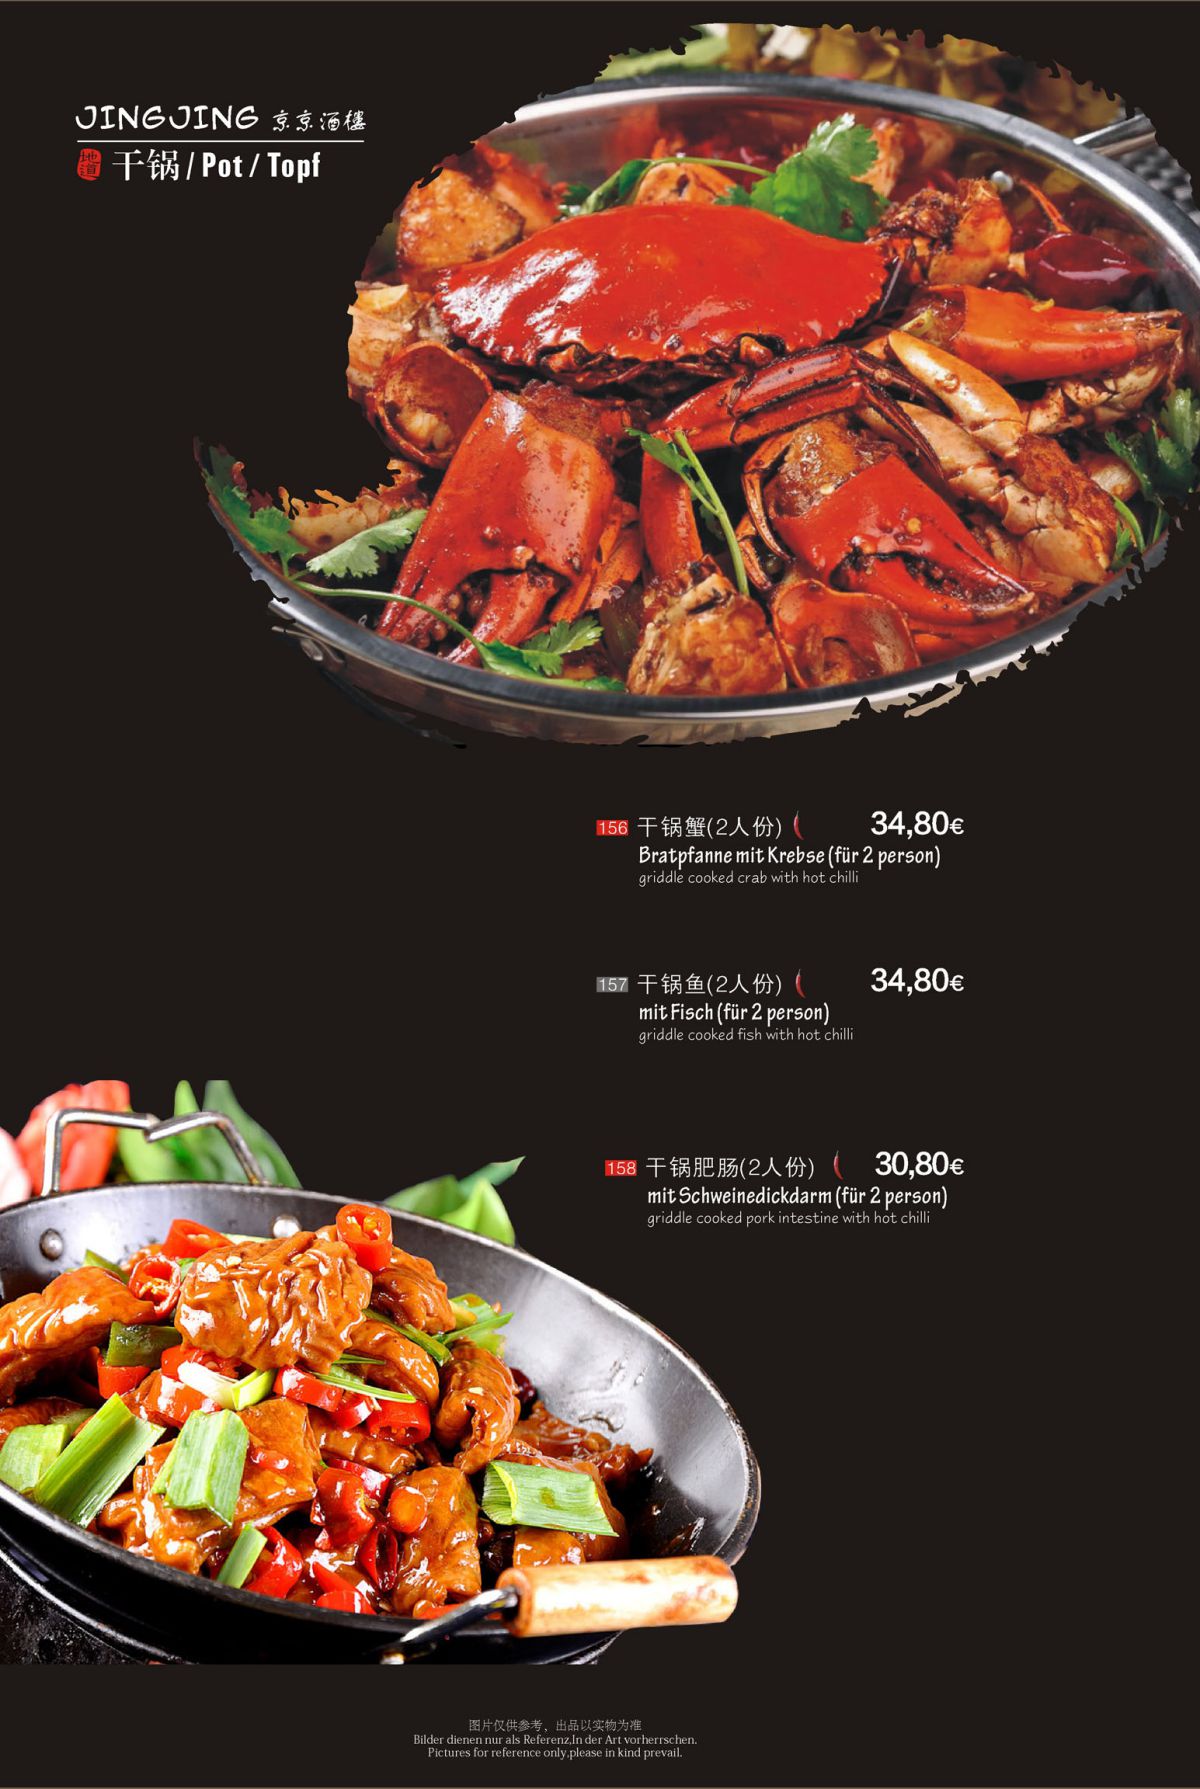 JINGJING 京京酒樓
地道 干锅 / Pot / Topf
156 干锅蟹(2人份) 34,80€
Bratpfanne mit Krebse (für 2 person)
griddle cooked crab with hot chilli
157 干锅鱼(2人份) 34,80€
mit Fisch (für 2 person)
griddle cooked fish with hot chilli
158 干锅肥肠(2人份) 30,80€
mit Schweinedickdarm (für 2 person)
griddle cooked pork intestine with hot chilli
图片仅供参考，出品以实物为准
Bilder dienen nur als Referenz,In der Art vorherrschen.
Pictures for reference only,please in kind prevail.